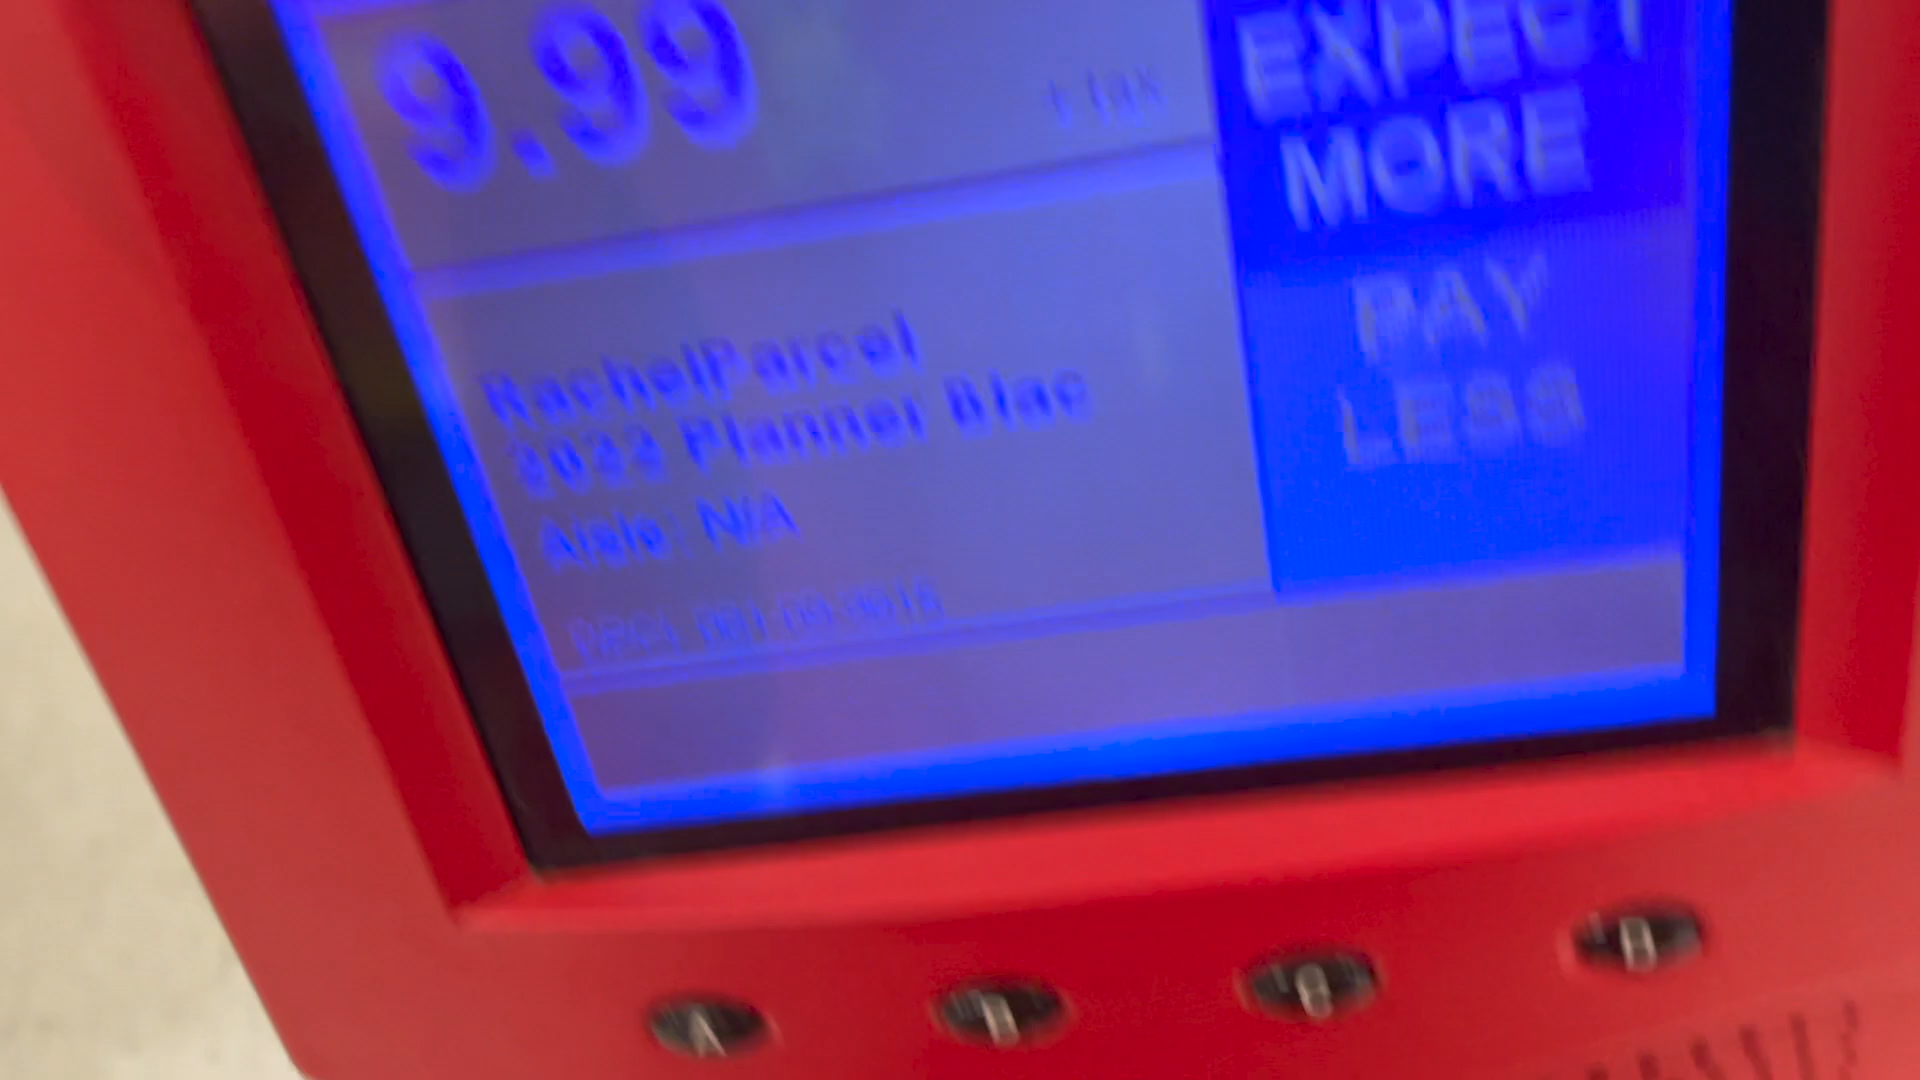 9.99
+ tax
EXPECT
MORE
PAY
LESS
RachelParcel
2022 Planner Blac
Aisle: N/A
A